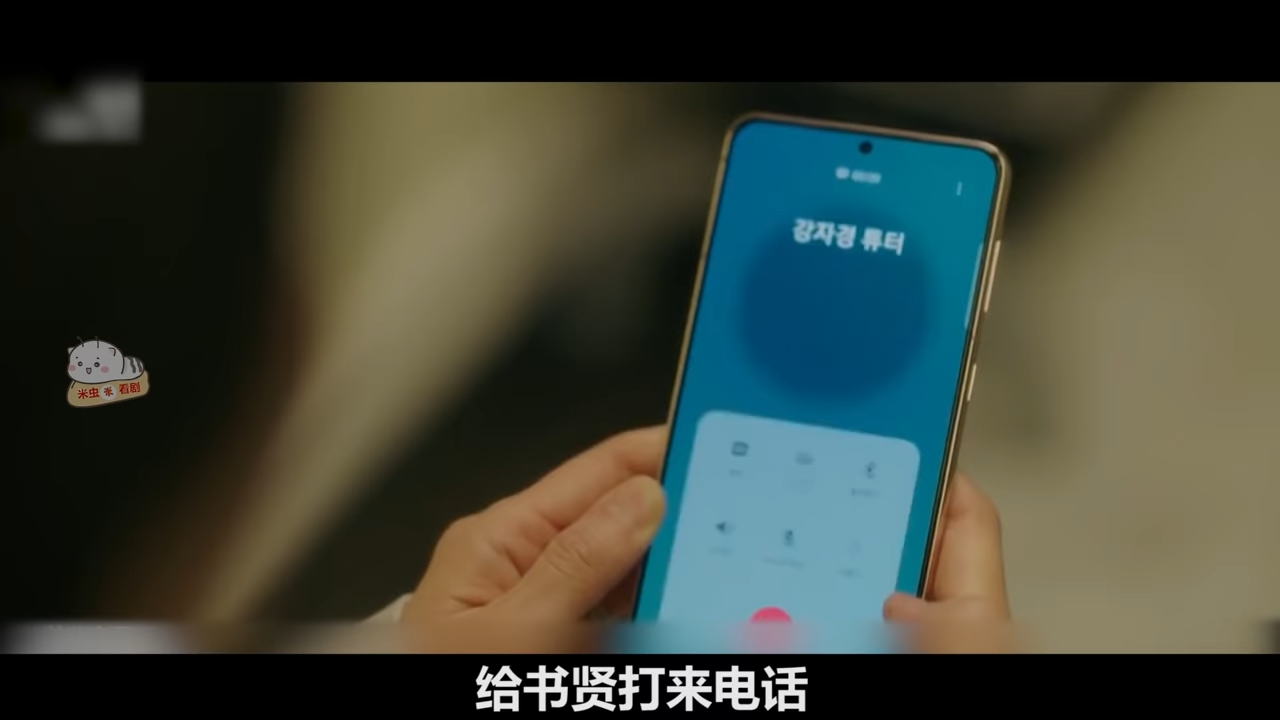 강자경 튜터
米虫 看剧
给书贤打来电话